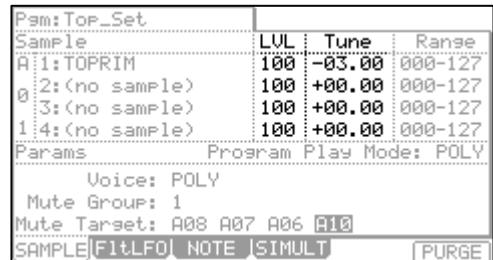 Pgm:Top_Set
Sample LVL Tune Range
A 1:TOPRIM 100 -03.00 000-127
0 2:(no sample) 100 +00.00 000-127
3:(no sample) 100 +00.00 000-127
1 4:(no sample) 100 +00.00 000-127
Params Program Play Mode: POLY
Voice: POLY
Mute Group: 1
Mute Target: A08 A07 A06 A10
SAMPLE FltLFO NOTE SIMULT PURGE